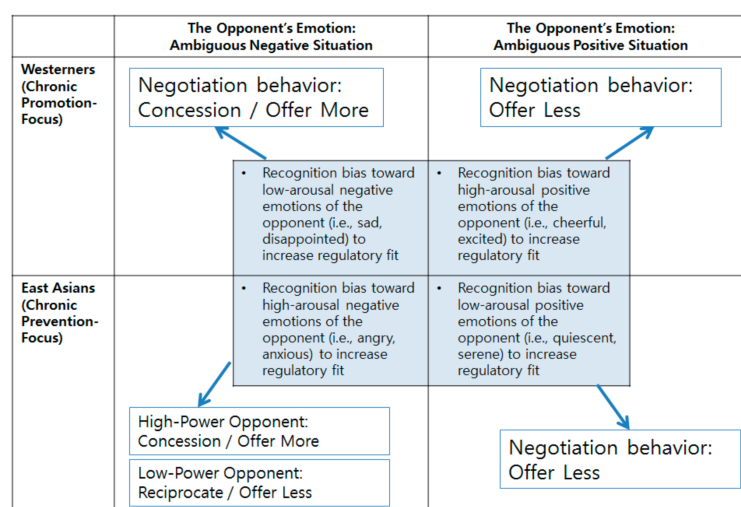 The Opponent's Emotion:
Ambiguous Negative Situation
The Opponent's Emotion:
Ambiguous Positive Situation
Westerners
(Chronic
Promotion-
Focus)
Negotiation behavior:
Concession / Offer More
Negotiation behavior:
Offer Less
• Recognition bias toward
low-arousal negative
emotions of the
opponent (i.e., sad,
disappointed) to
increase regulatory fit
• Recognition bias toward
high-arousal positive
emotions of the
opponent (i.e., cheerful,
excited) to increase
regulatory fit
East Asians
(Chronic
Prevention-
Focus)
• Recognition bias toward
high-arousal negative
emotions of the
opponent (i.e., angry,
anxious) to increase
regulatory fit
• Recognition bias toward
low-arousal positive
emotions of the
opponent (i.e., quiescent,
serene) to increase
regulatory fit
High-Power Opponent:
Concession / Offer More
Low-Power Opponent:
Reciprocate / Offer Less
Negotiation behavior:
Offer Less